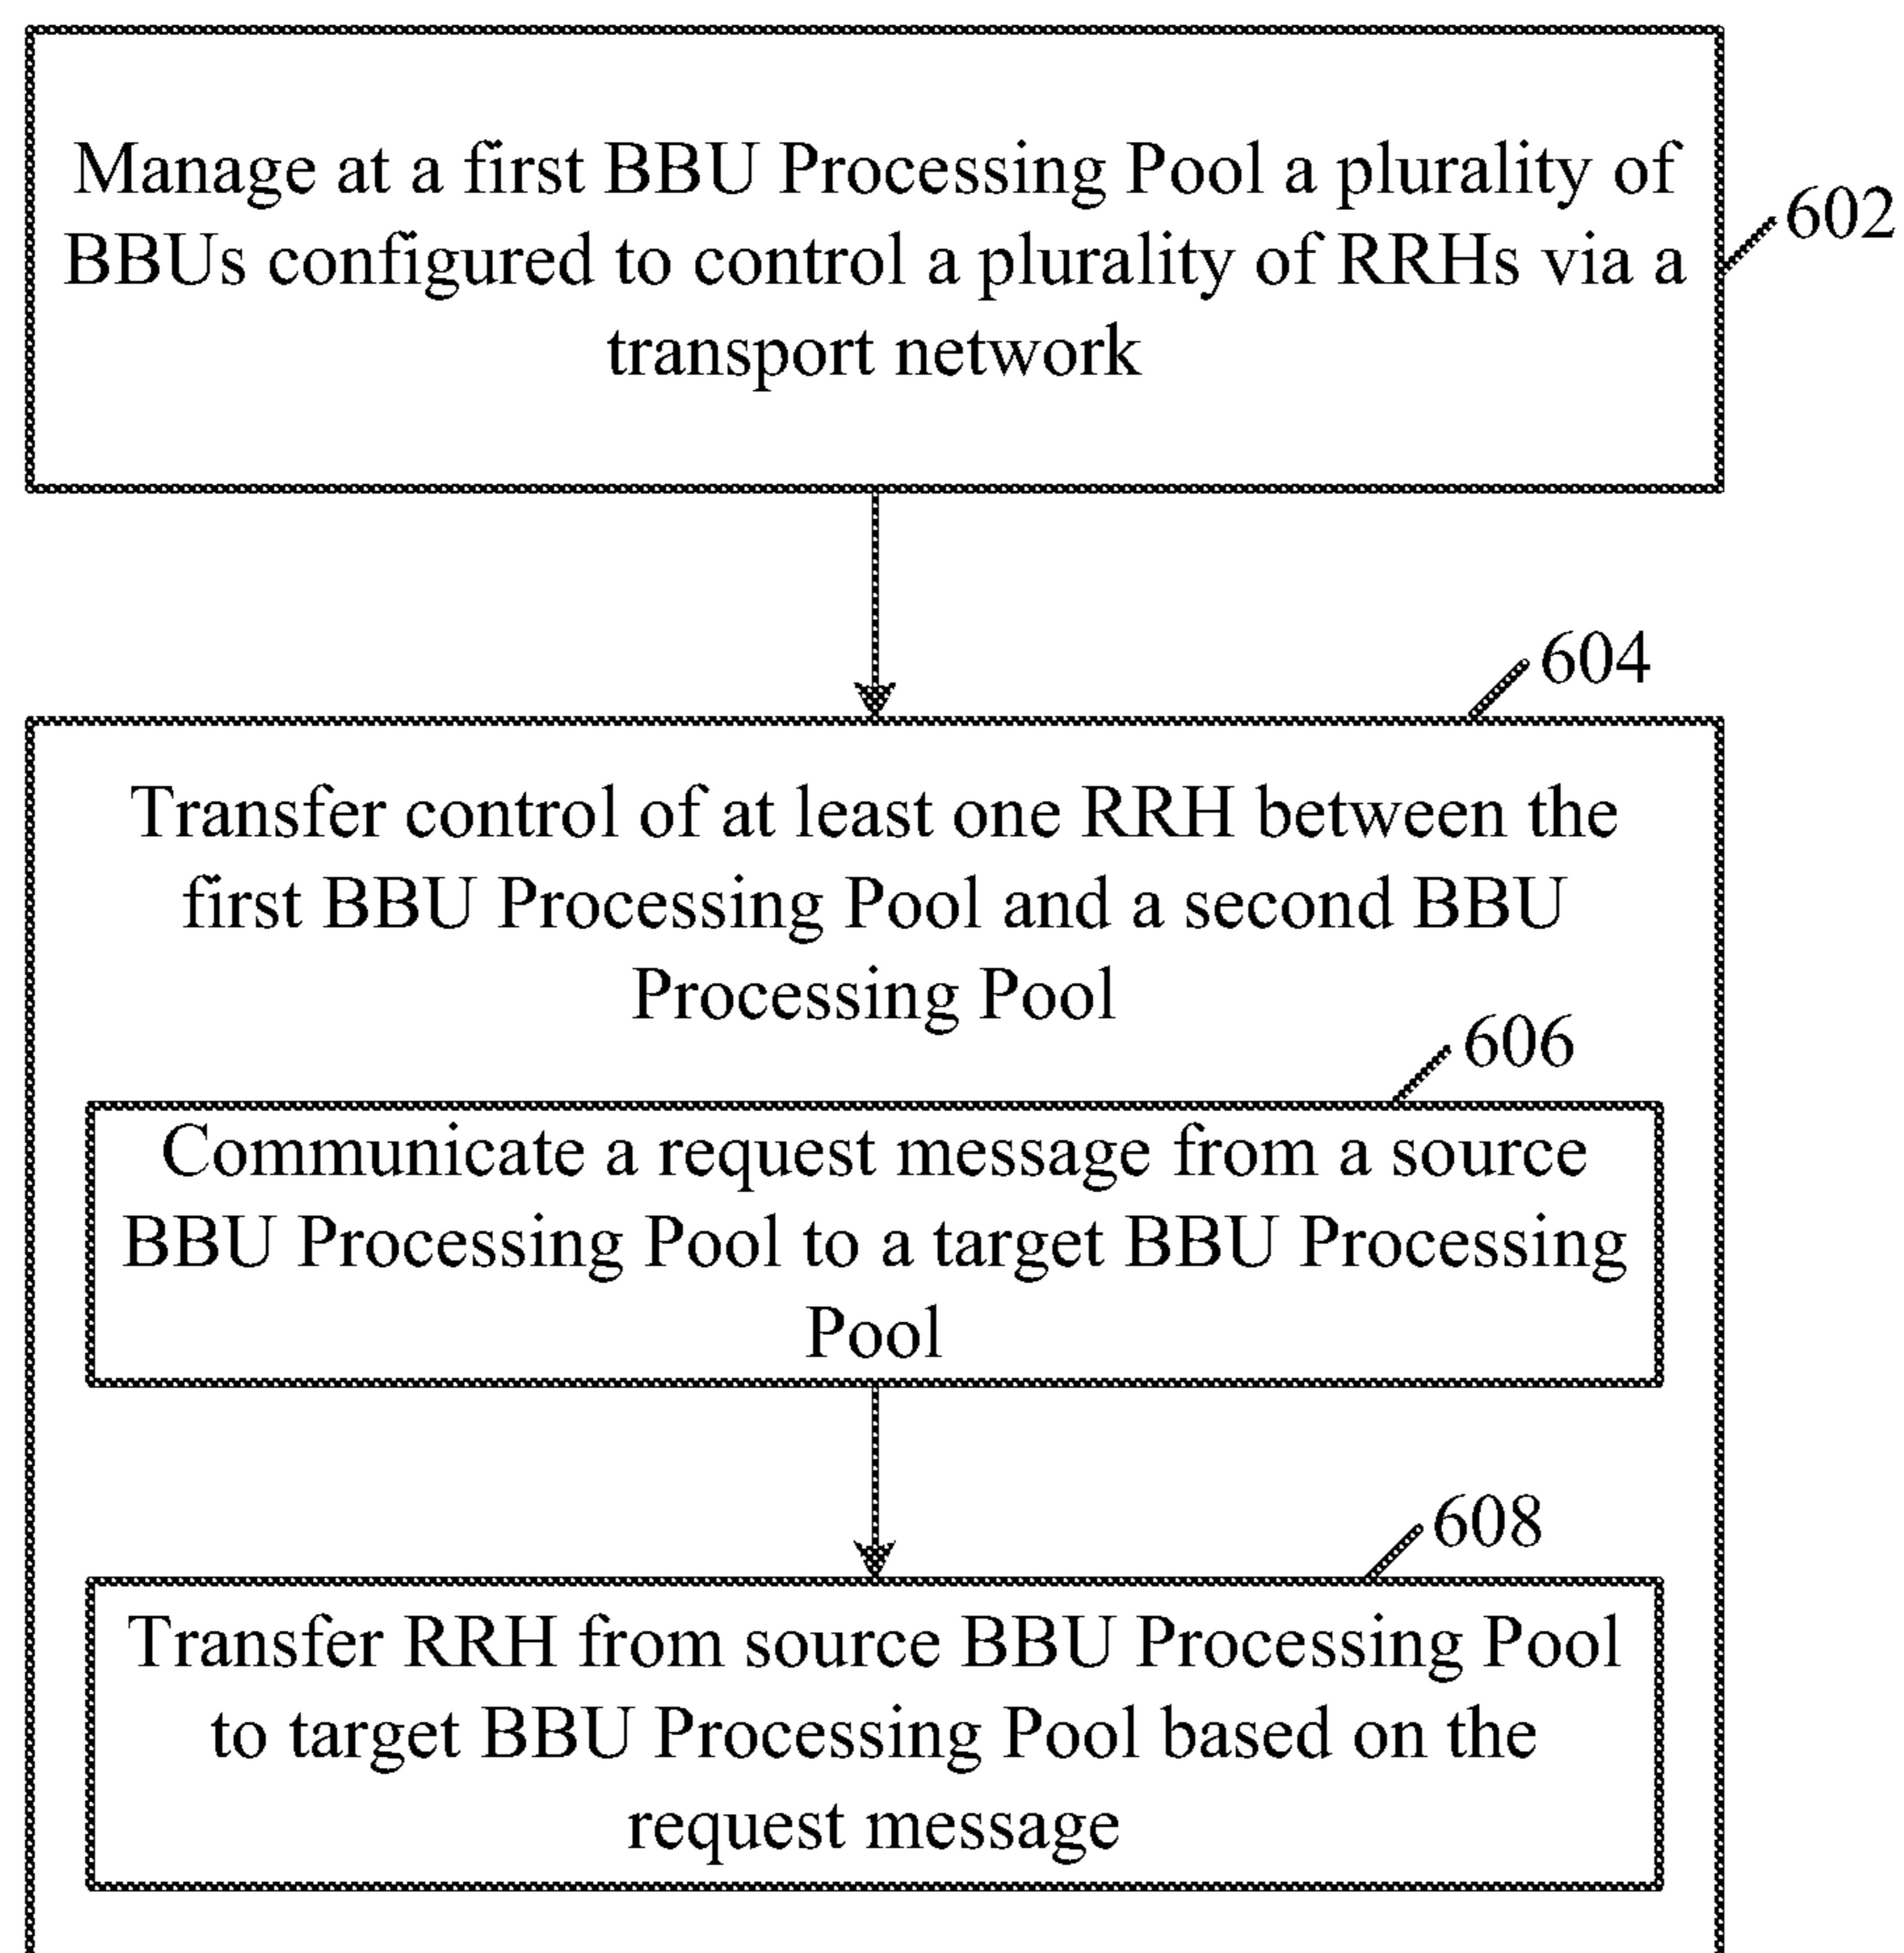 Manage at a first BBU Processing Pool a plurality of
BBUs configured to control a plurality of RRHs via a
transport network
602
604
Transfer control of at least one RRH between the
first BBU Processing Pool and a second BBU
Processing Pool
606
Communicate a request message from a source
BBU Processing Pool to a target BBU Processing
Pool
608
Transfer RRH from source BBU Processing Pool
to target BBU Processing Pool based on the
request message